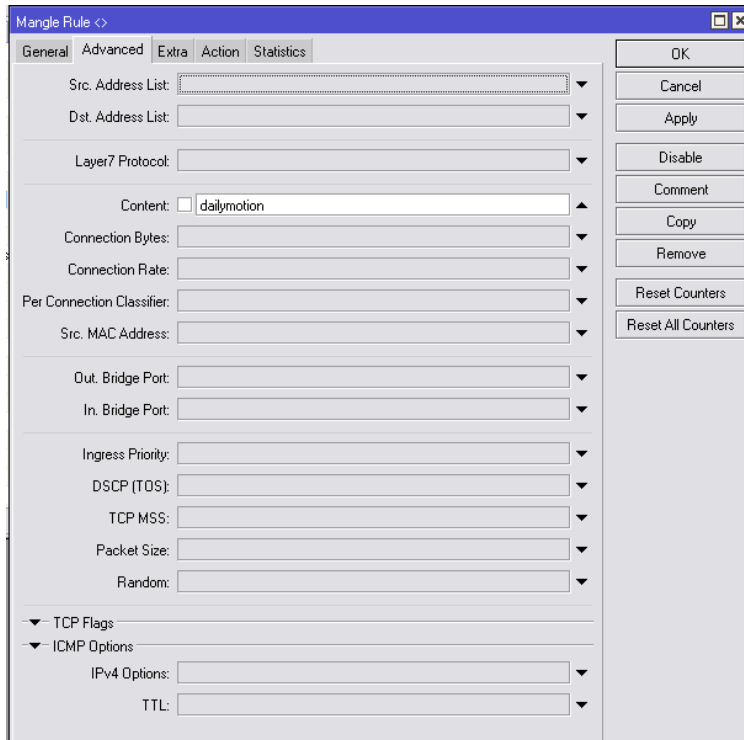 Mangle Rule <>
General Advanced Extra Action Statistics
Src. Address List:
Dst. Address List:
Layer7 Protocol:
Content: dailymotion
Connection Bytes:
Connection Rate:
Per Connection Classifier:
Src. MAC Address:
Out. Bridge Port:
In. Bridge Port:
Ingress Priority:
DSCP (TOS):
TCP MSS:
Packet Size:
Random:
TCP Flags
ICMP Options
IPv4 Options:
TTL:
OK
Cancel
Apply
Disable
Comment
Copy
Remove
Reset Counters
Reset All Counters